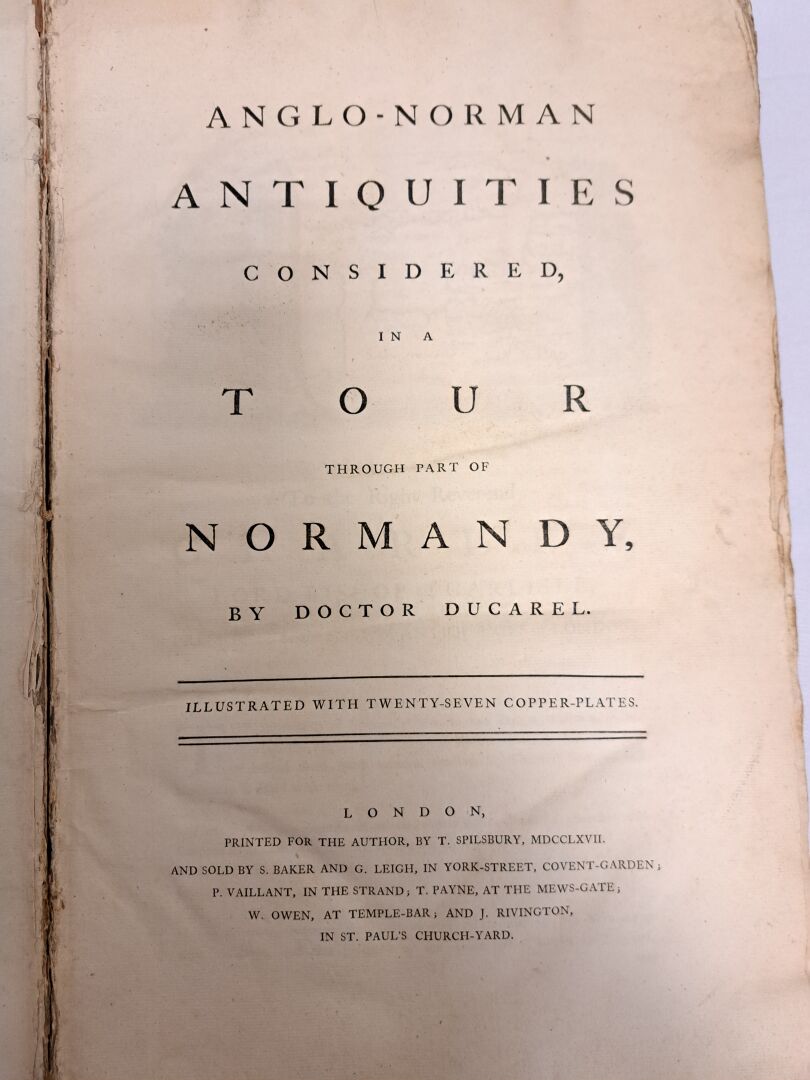 ANGLO-NORMAN
ANTIQUITIES
CONSIDERED,
IN A
TOUR
THROUGH PART OF
NORMANDY,
BY DOCTOR DUCAREL.
ILLUSTRATED WITH TWENTY-SEVEN COPPER-PLATES.
LONDON,
PRINTED FOR THE AUTHOR, BY T. SPILSBURY, MDCCLXVII.
AND SOLD BY S. BAKER AND G. LEIGH, IN YORK-STREET, COVENT-GARDEN;
P. VAILLANT, IN THE STRAND; T. PAYNE, AT THE MEWS-GATE;
W. OWEN, AT TEMPLE-BAR; AND J. RIVINGTON,
IN ST. PAUL'S CHURCH-YARD.